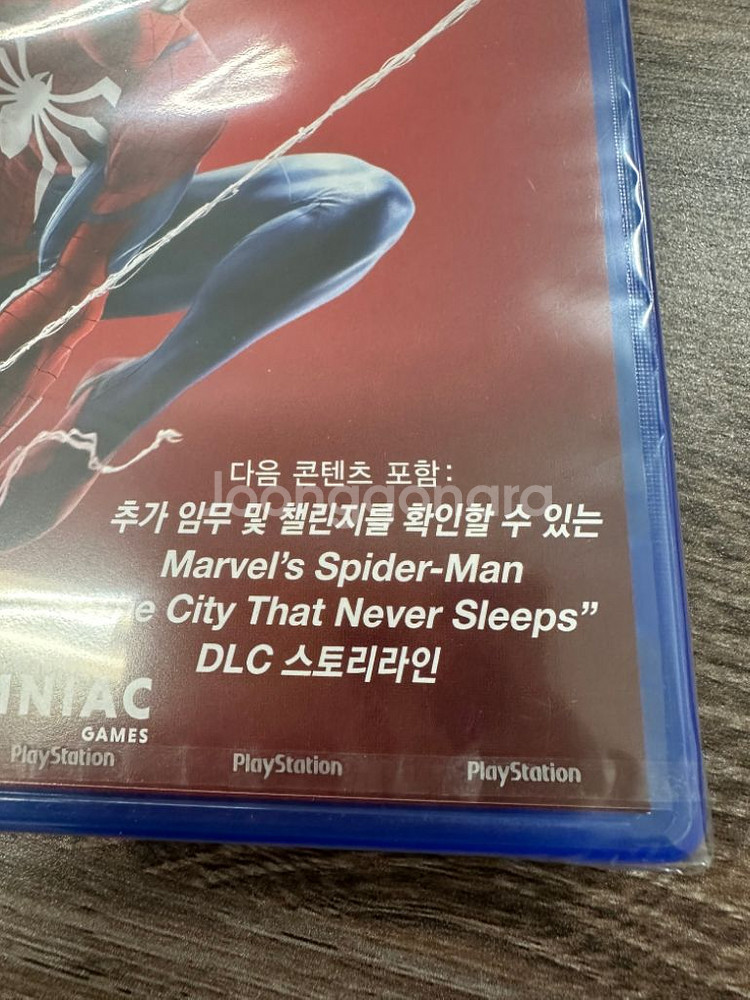 다음 콘텐츠 포함:
loonggongra
추가 임무 및 챌린지를 확인할 수 있는
Marvel's Spider-Man
City That Never Sleeps"
DLC 스토리라인
GAMES
PlayStation PlayStation PlayStation